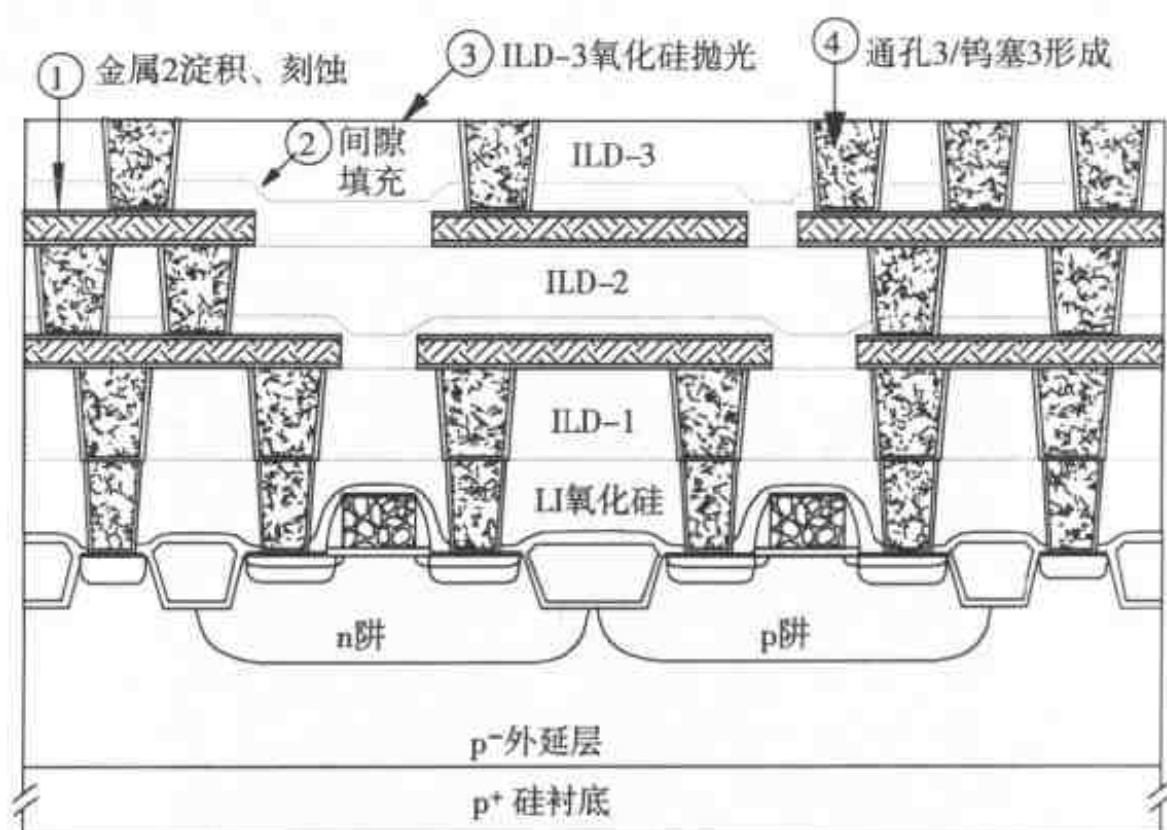 ① 金属2淀积、刻蚀
③ ILD-3氧化硅抛光
④ 通孔3/钨塞3形成
② 间隙
填充
ILD-3
ILD-2
ILD-1
LI氧化硅
n阱
p阱
p⁻外延层
p⁺硅衬底